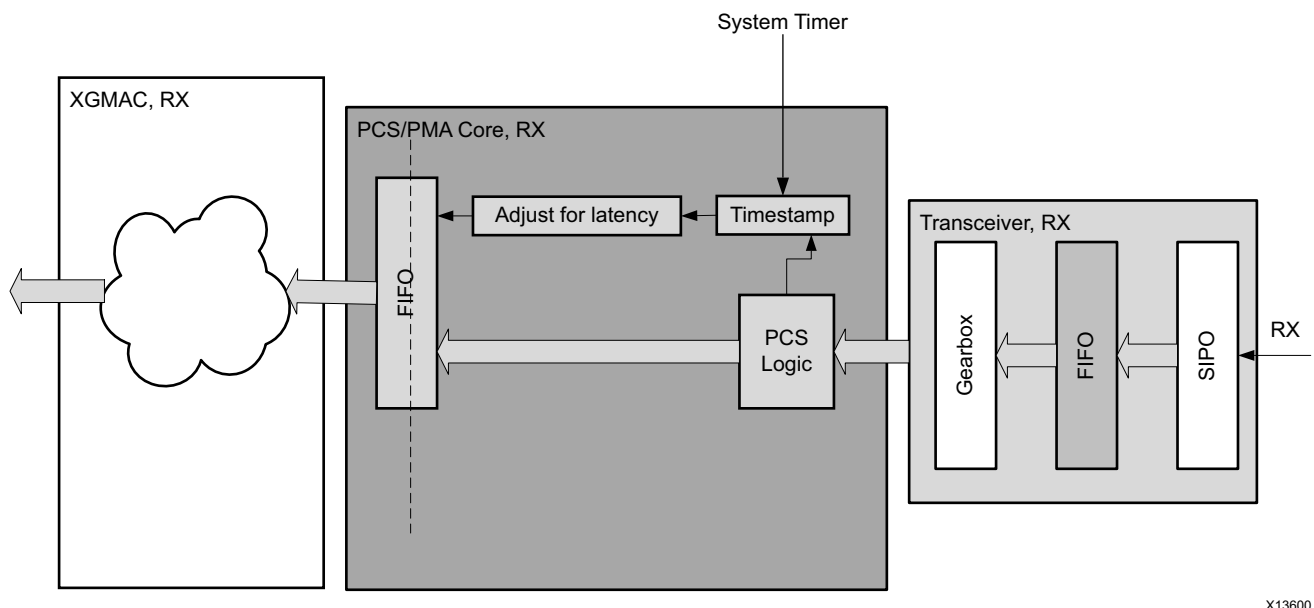 System Timer
XGMAC, RX
PCS/PMA Core, RX
FIFO
Adjust for latency
Timestamp
PCS
Logic
Transceiver, RX
Gearbox
FIFO
SIPO
RX
X13600